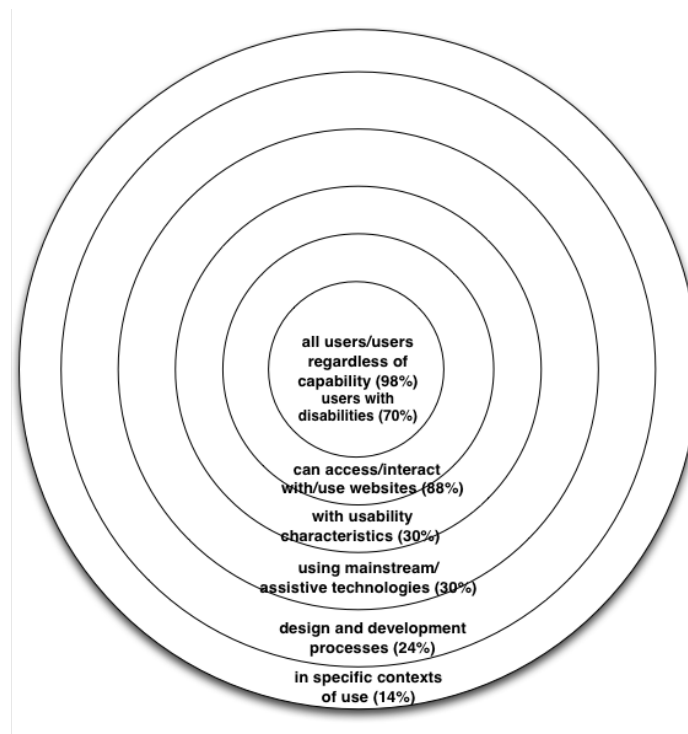 all users/users
regardless of
capability (98%)
users with
disabilities (70%)
can access/interact
with/use websites (88%)
with usability
characteristics (30%)
using mainstream/
assistive technologies (30%)
design and development
processes (24%)
in specific contexts
of use (14%)